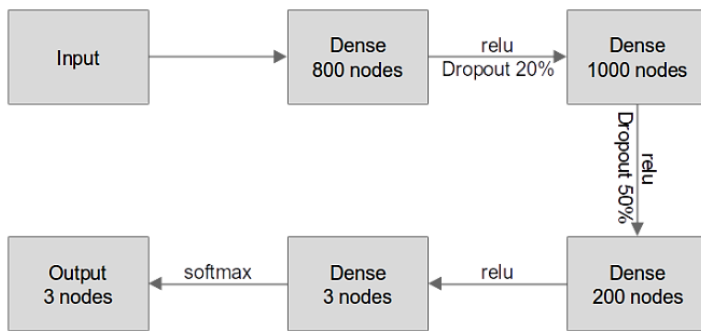 Input
Dense
800 nodes
relu
Dropout 20%
Dense
1000 nodes
relu
Dropout 50%
Dense
200 nodes
relu
Dense
3 nodes
softmax
Output
3 nodes